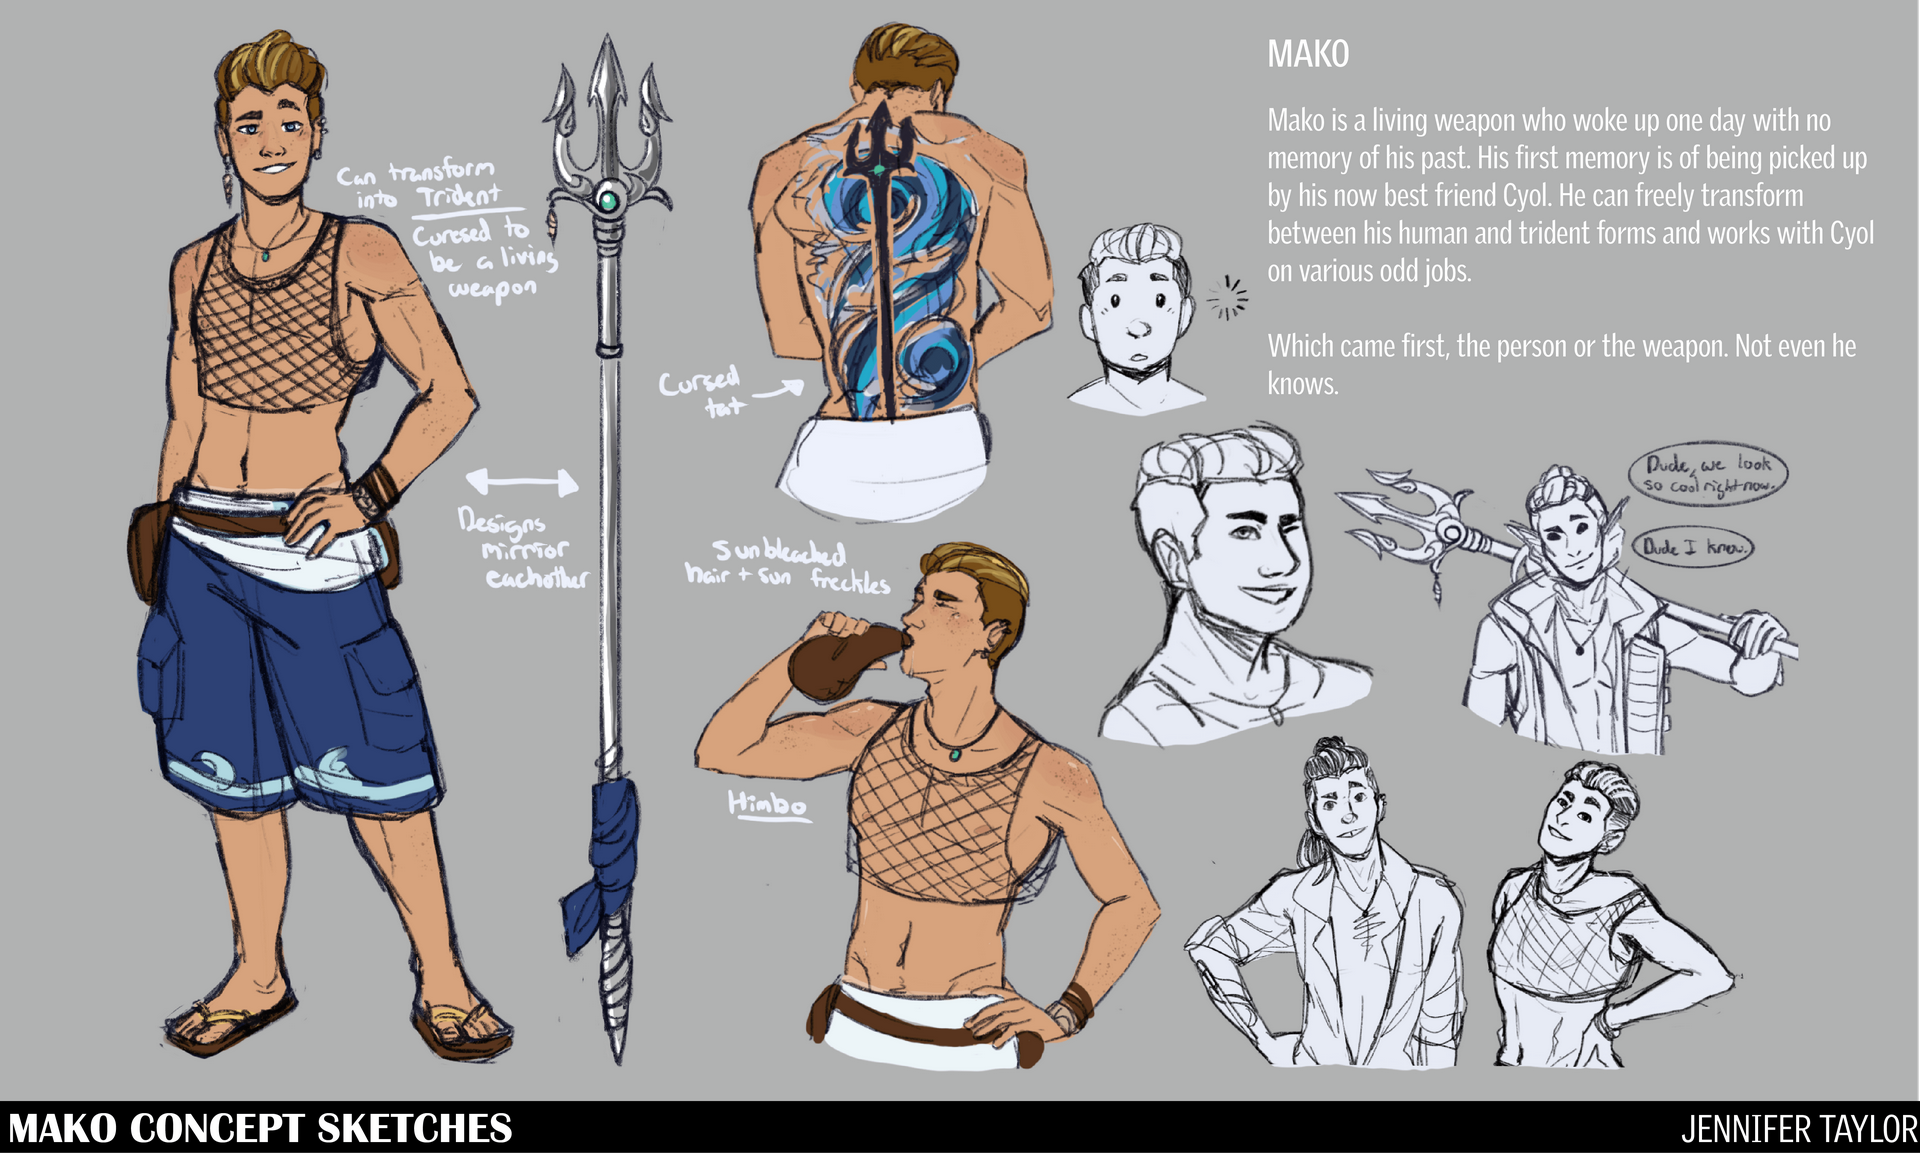 MAKO
Mako is a living weapon who woke up one day with no
memory of his past. His first memory is of being picked up
by his now best friend Cyol. He can freely transform
between his human and trident forms and works with Cyol
on various odd jobs.
Which came first, the person or the weapon. Not even he
knows.
Can transform
into Trident
Curesed to
be a living
weapon
Cursed
tat
Designs
mirrior
eachother
Sunbleached
hair + sun freckles
Himbo
Dude, we look
so cool right now.
Dude I know.
MAKO CONCEPT SKETCHES
JENNIFER TAYLOR